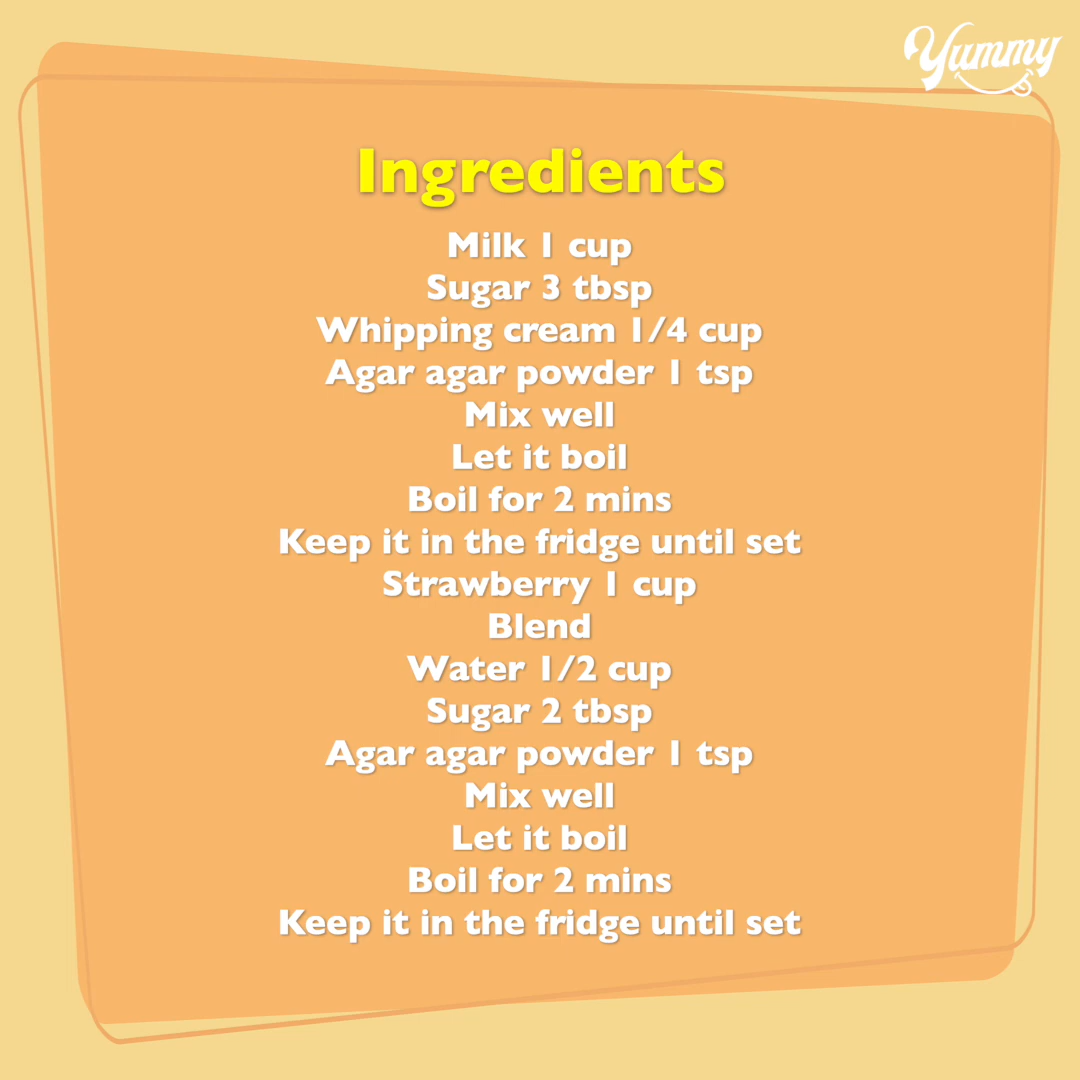 Yummy
Ingredients
Milk 1 cup
Sugar 3 tbsp
Whipping cream 1/4 cup
Agar agar powder 1 tsp
Mix well
Let it boil
Boil for 2 mins
Keep it in the fridge until set
Strawberry 1 cup
Blend
Water 1/2 cup
Sugar 2 tbsp
Agar agar powder 1 tsp
Mix well
Let it boil
Boil for 2 mins
Keep it in the fridge until set